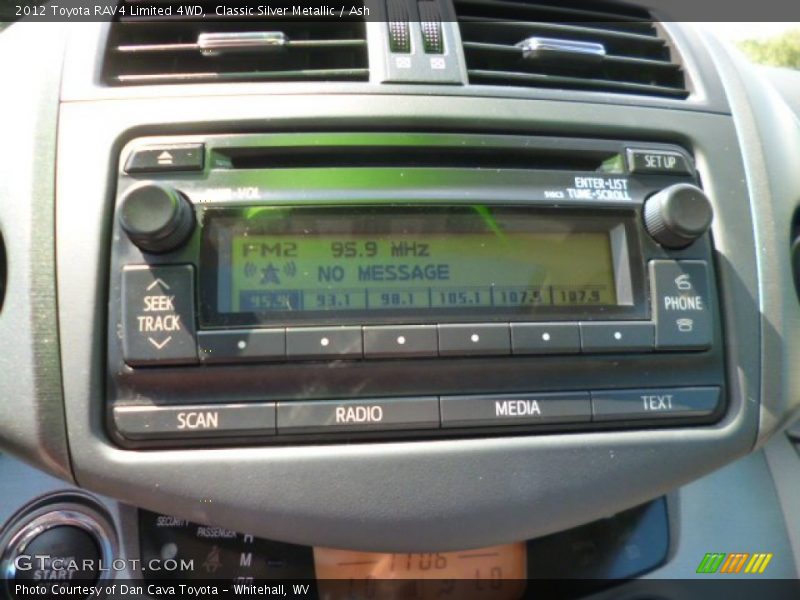 2012 Toyota RAV4 Limited 4WD, Classic Silver Metallic / Ash
SET UP
VOL
ENTER-LIST
TUNE-SCROLL
FM2 95.9 MHz
NO MESSAGE
95.9 93.1 98.1 105.1 107.5 107.9
SEEK
TRACK
PHONE
SCAN RADIO MEDIA TEXT
SECURITY
PASSENGER
START
GTCarLot.com
Photo Courtesy of Dan Cava Toyota - Whitehall, WV